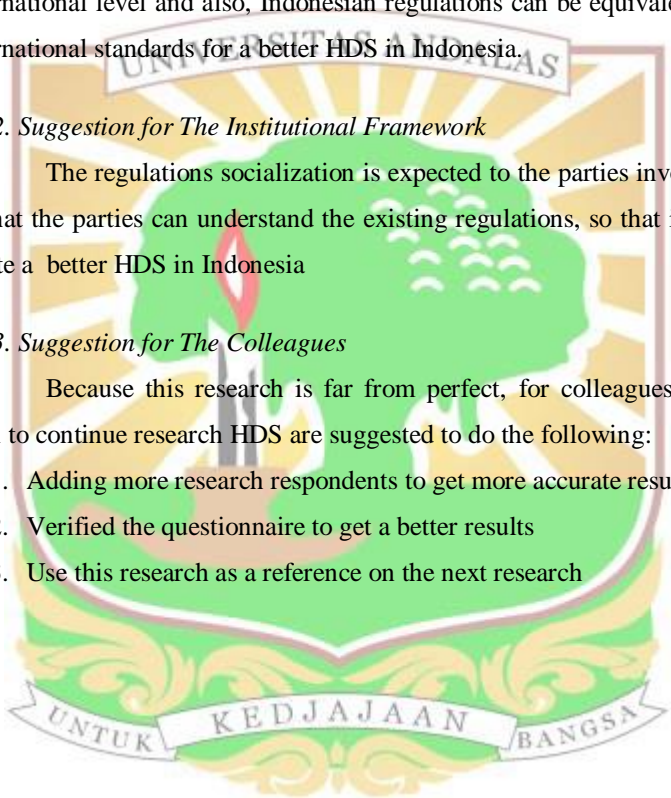 rnational level and also, Indonesian regulations can be equivale
rnational standards for a better HDS in Indonesia.
UNIVERSITAS ANDALAS
2. Suggestion for The Institutional Framework
The regulations socialization is expected to the parties inv
hat the parties can understand the existing regulations, so that
te a better HDS in Indonesia
3. Suggestion for The Colleagues
Because this research is far from perfect, for colleagues
to continue research HDS are suggested to do the following:
. Adding more research respondents to get more accurate resu
2. Verified the questionnaire to get a better results
3. Use this research as a reference on the next research
UNTUK KEDJAJAAN BANGSA